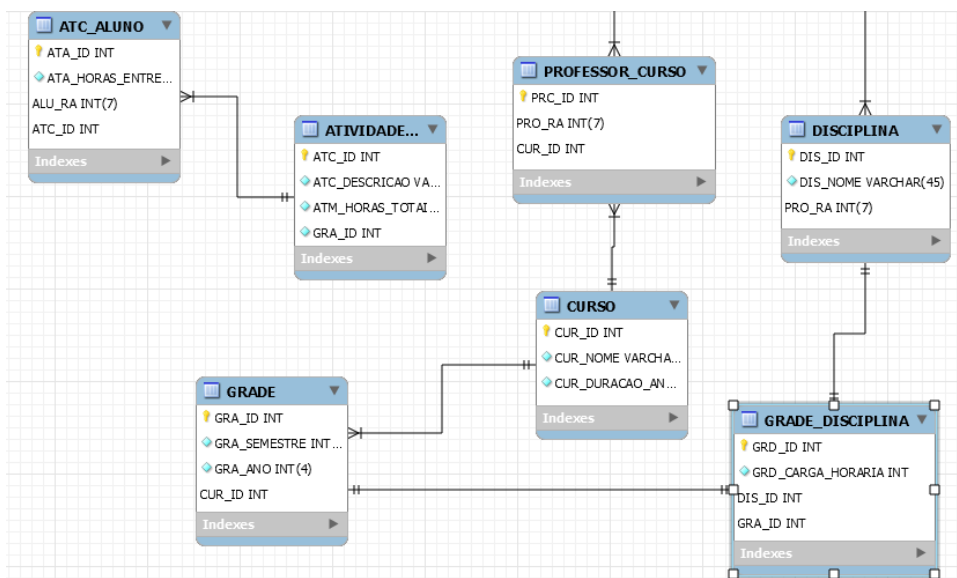 ATC_ALUNO
ATA_ID INT
ATA_HORAS_ENTRE...
ALU_RA INT(7)
ATC_ID INT
Indexes
ATIVIDADE...
ATC_ID INT
ATC_DESCRICAO VA...
ATM_HORAS_TOTAI...
GRA_ID INT
Indexes
PROFESSOR_CURSO
PRC_ID INT
PRO_RA INT(7)
CUR_ID INT
Indexes
DISCIPLINA
DIS_ID INT
DIS_NOME VARCHAR(45)
PRO_RA INT(7)
Indexes
CURSO
CUR_ID INT
CUR_NOME VARCHA...
CUR_DURACAO_AN...
Indexes
GRADE
GRA_ID INT
GRA_SEMESTRE INT...
GRA_ANO INT(4)
CUR_ID INT
Indexes
GRADE_DISCIPLINA
GRD_ID INT
GRD_CARGA_HORARIA INT
DIS_ID INT
GRA_ID INT
Indexes